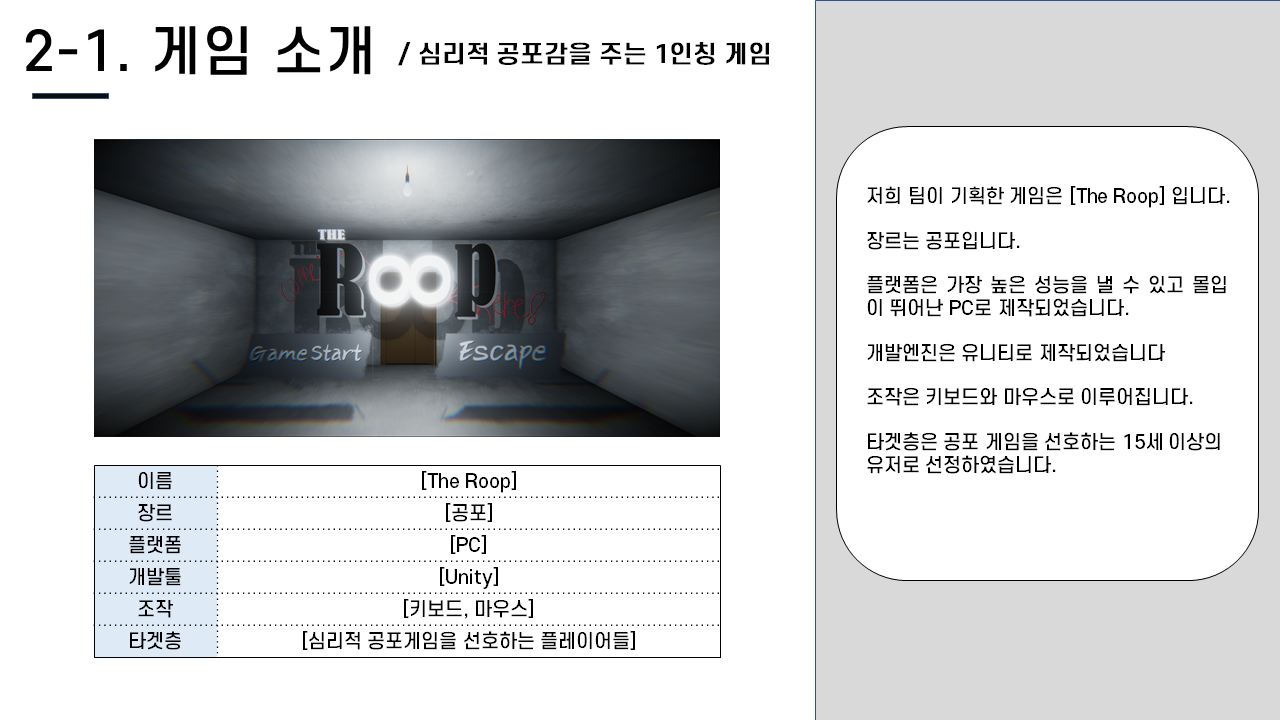 2-1. 게임 소개 / 심리적 공포감을 주는 1인칭 게임
THE
Roop
Game Start
Escape
이름 [The Roop]
장르 [공포]
플랫폼 [PC]
개발툴 [Unity]
조작 [키보드, 마우스]
타겟층 [심리적 공포게임을 선호하는 플레이어들]
저희 팀이 기획한 게임은 [The Roop] 입니다.
장르는 공포입니다.
플랫폼은 가장 높은 성능을 낼 수 있고 몰입
이 뛰어난 PC로 제작되었습니다.
개발엔진은 유니티로 제작되었습니다
조작은 키보드와 마우스로 이루어집니다.
타겟층은 공포 게임을 선호하는 15세 이상의
유저로 선정하였습니다.